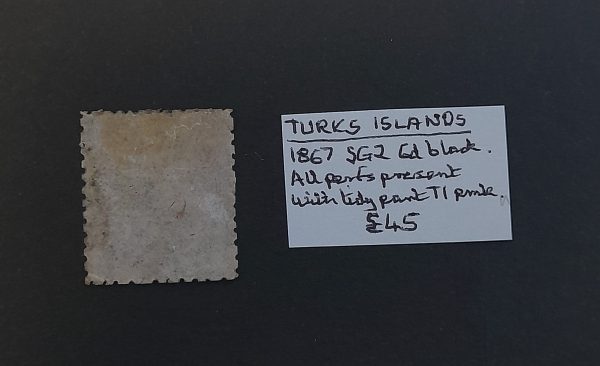 TURKS ISLANDS
1867 SG2 6d black.
All perfs present
with tidy part T1 pmk.
£45